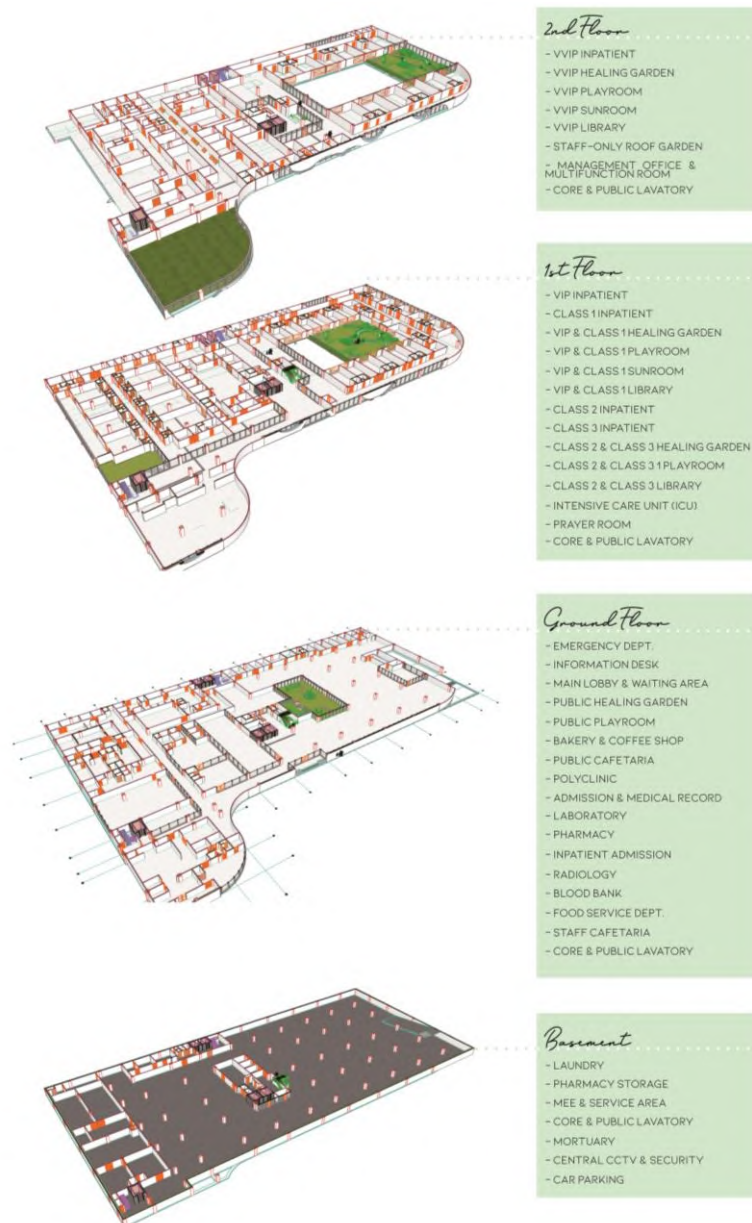 2nd Floor
- VVIP INPATIENT
- VVIP HEALING GARDEN
- VVIP PLAYROOM
- VVIP SUNROOM
- VVIP LIBRARY
- STAFF-ONLY ROOF GARDEN
- MANAGEMENT OFFICE &
MULTIFUNCTION ROOM
- CORE & PUBLIC LAVATORY
1st Floor
- VIP INPATIENT
- CLASS 1 INPATIENT
- VIP & CLASS 1 HEALING GARDEN
- VIP & CLASS 1 PLAYROOM
- VIP & CLASS 1 SUNROOM
- VIP & CLASS 1 LIBRARY
- CLASS 2 INPATIENT
- CLASS 3 INPATIENT
- CLASS 2 & CLASS 3 HEALING GARDEN
- CLASS 2 & CLASS 3 1 PLAYROOM
- CLASS 2 & CLASS 3 LIBRARY
- INTENSIVE CARE UNIT (ICU)
- PRAYER ROOM
- CORE & PUBLIC LAVATORY
Ground Floor
- EMERGENCY DEPT.
- INFORMATION DESK
- MAIN LOBBY & WAITING AREA
- PUBLIC HEALING GARDEN
- PUBLIC PLAYROOM
- BAKERY & COFFEE SHOP
- PUBLIC CAFETARIA
- POLYCLINIC
- ADMISSION & MEDICAL RECORD
- LABORATORY
- PHARMACY
- INPATIENT ADMISSION
- RADIOLOGY
- BLOOD BANK
- FOOD SERVICE DEPT.
- STAFF CAFETARIA
- CORE & PUBLIC LAVATORY
Basement
- LAUNDRY
- PHARMACY STORAGE
- MEE & SERVICE AREA
- CORE & PUBLIC LAVATORY
- MORTUARY
- CENTRAL CCTV & SECURITY
- CAR PARKING